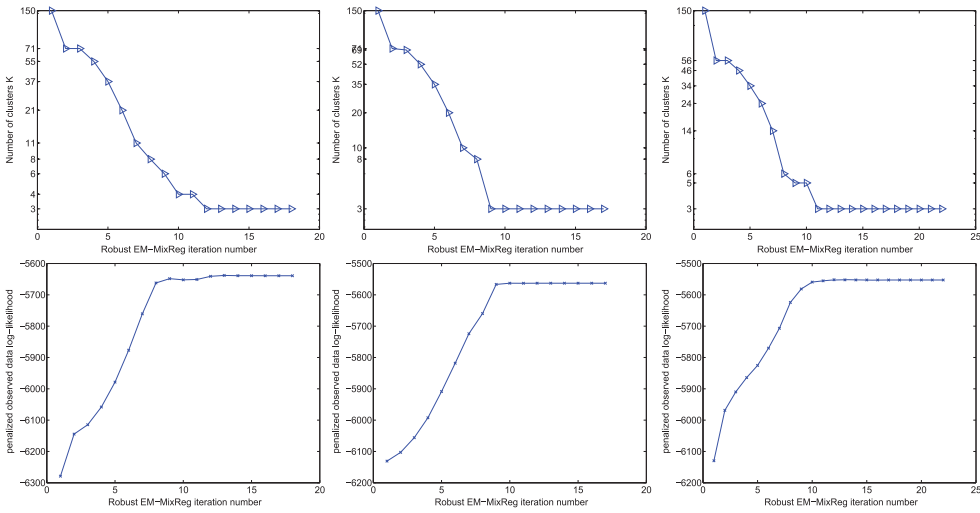 150
71
55
37
21
11
8
6
4
3
0 5 10 15 20
Number of clusters K
Robust EM−MixReg iteration number
150
71
52
35
20
10
8
3
0 5 10 15 20
Number of clusters K
Robust EM−MixReg iteration number
150
56
46
34
24
14
6
5
3
0 5 10 15 20 25
Number of clusters K
Robust EM−MixReg iteration number
−5600
−5700
−5800
−5900
−6000
−6100
−6200
−6300
0 5 10 15 20
penalized observed data log−likelihood
Robust EM−MixReg iteration number
−5500
−5600
−5700
−5800
−5900
−6000
−6100
−6200
0 5 10 15 20
penalized observed data log−likelihood
Robust EM−MixReg iteration number
−5500
−5600
−5700
−5800
−5900
−6000
−6100
−6200
0 5 10 15 20 25
penalized observed data log−likelihood
Robust EM−MixReg iteration number